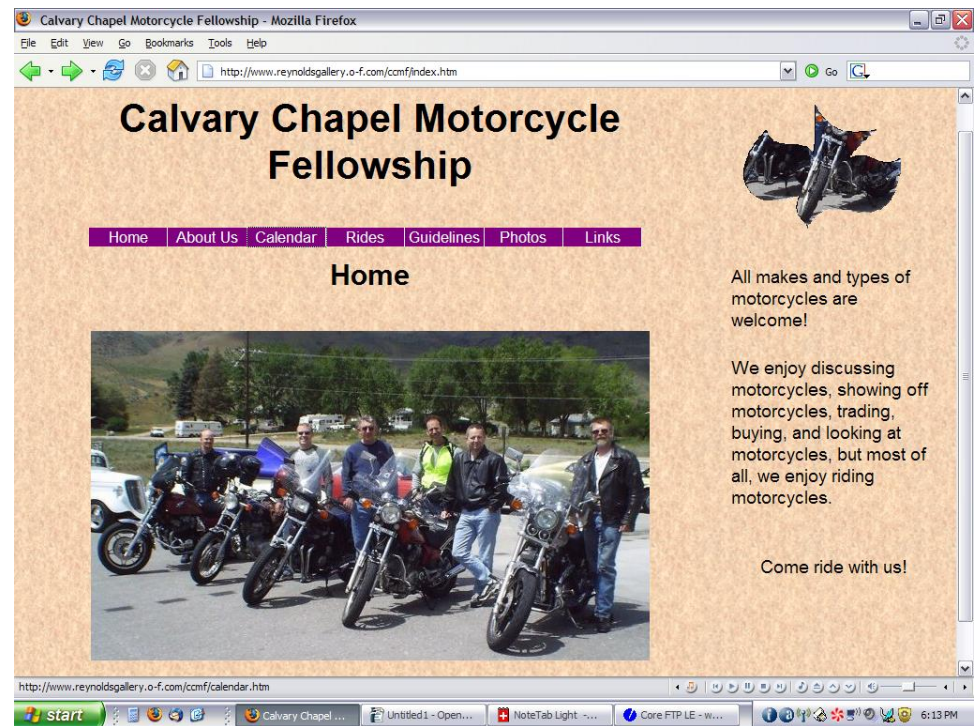 Calvary Chapel Motorcycle Fellowship - Mozilla Firefox
File Edit View Go Bookmarks Tools Help
http://www.reynoldsgallery.o-f.com/ccmf/index.htm Go G
Calvary Chapel Motorcycle
Fellowship
Home About Us Calendar Rides Guidelines Photos Links
Home
All makes and types of
motorcycles are
welcome!
We enjoy discussing
motorcycles, showing off
motorcycles, trading,
buying, and looking at
motorcycles, but most of
all, we enjoy riding
motorcycles.
Come ride with us!
http://www.reynoldsgallery.o-f.com/ccmf/calendar.htm
start Calvary Chapel ... Untitled1 - Open... NoteTab Light -... Core FTP LE - w... 6:13 PM